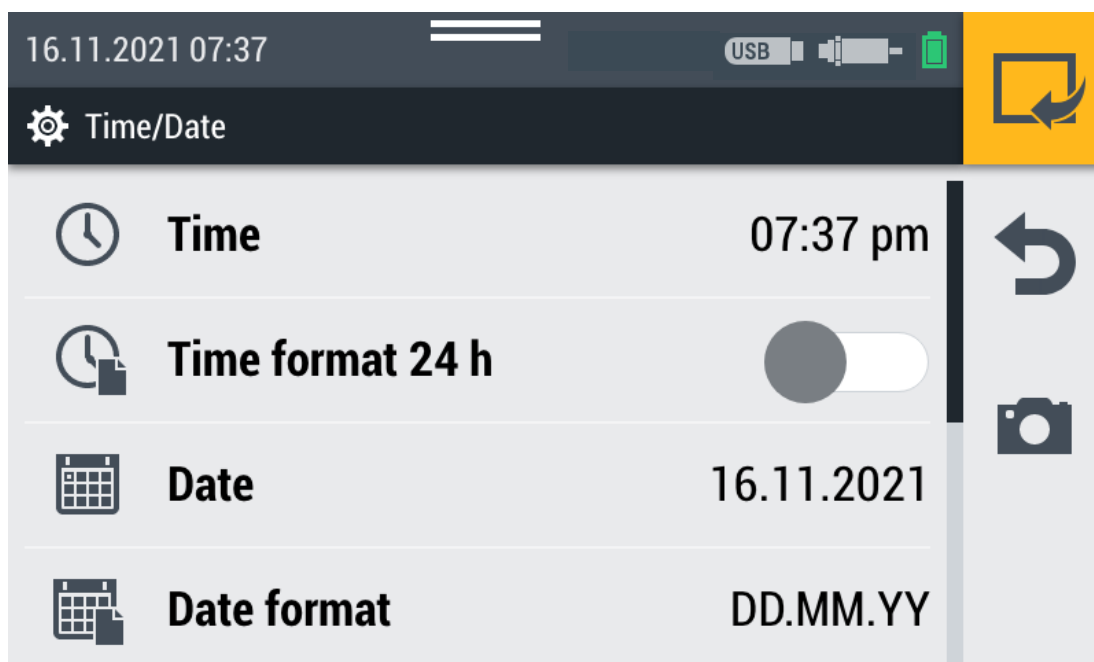 16.11.2021 07:37 USB
Time/Date
Time 07:37 pm
Time format 24 h
Date 16.11.2021
Date format DD.MM.YY